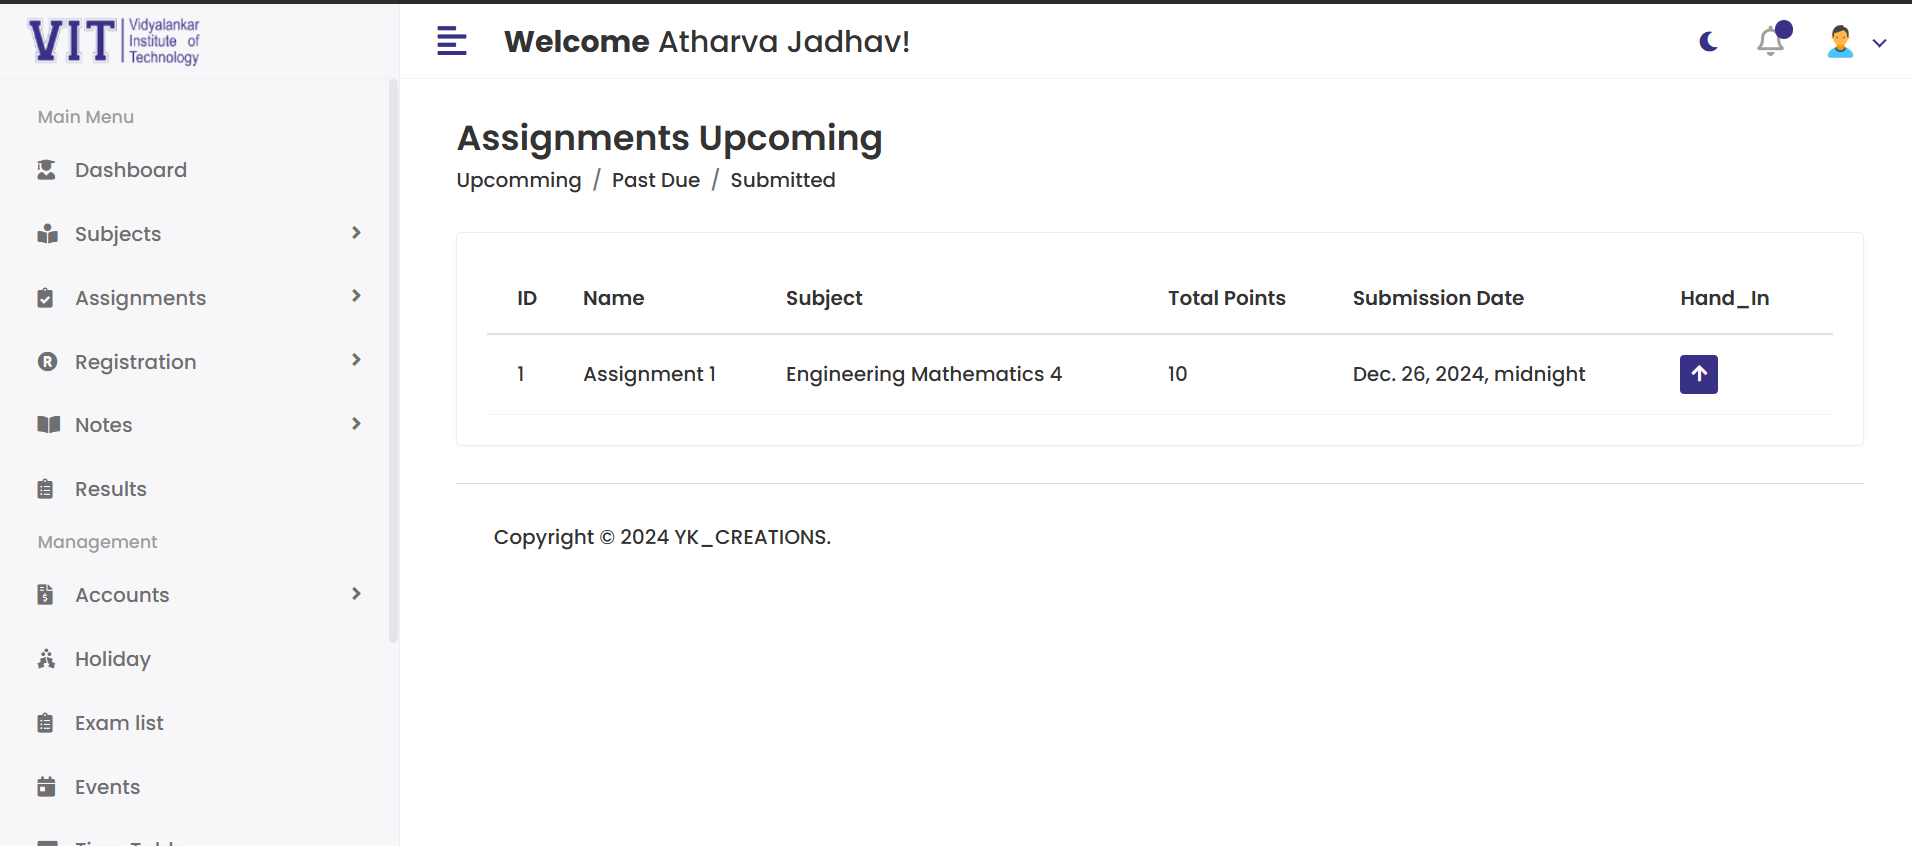 VIT
Vidyalankar
Institute of
Technology
Welcome Atharva Jadhav!
Main Menu
Dashboard
Subjects
Assignments
Registration
Notes
Results
Management
Accounts
Holiday
Exam list
Events
Assignments Upcoming
Upcomming / Past Due / Submitted
ID Name Subject Total Points Submission Date Hand_In
1 Assignment 1 Engineering Mathematics 4 10 Dec. 26, 2024, midnight
Copyright © 2024 YK_CREATIONS.